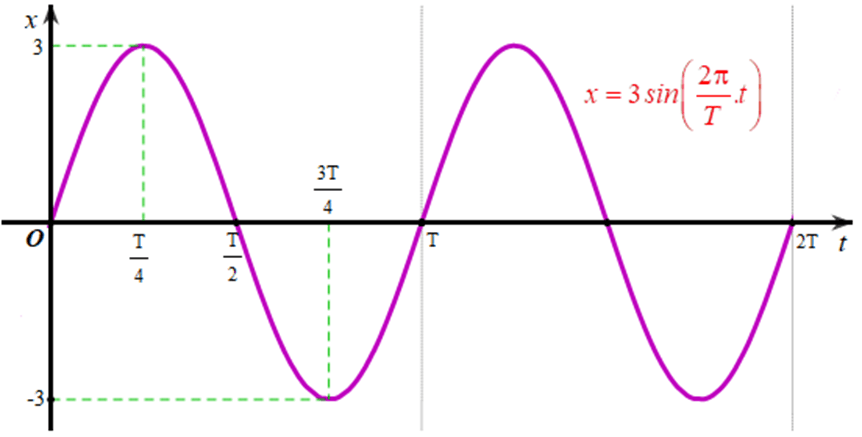 x
3
x = 3 sin(2π/T .t)
3T/4
O
T/4
T/2
T
2T
t
-3